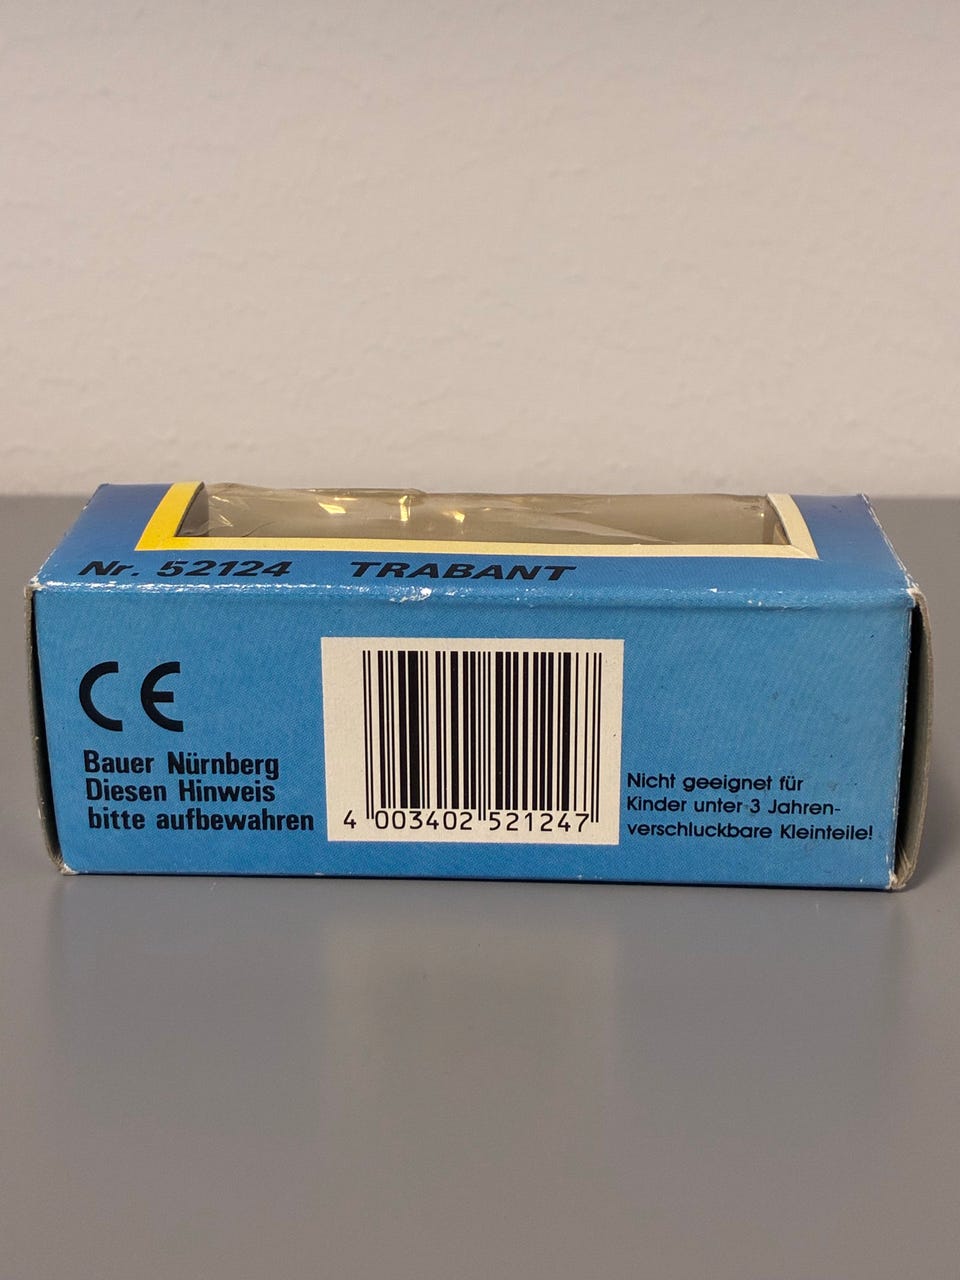 Nr. 52124 TRABANT
CE
Bauer Nürnberg
Diesen Hinweis
bitte aufbewahren
4 003402 521247
Nicht geeignet für
Kinder unter 3 Jahren-
verschluckbare Kleinteile!